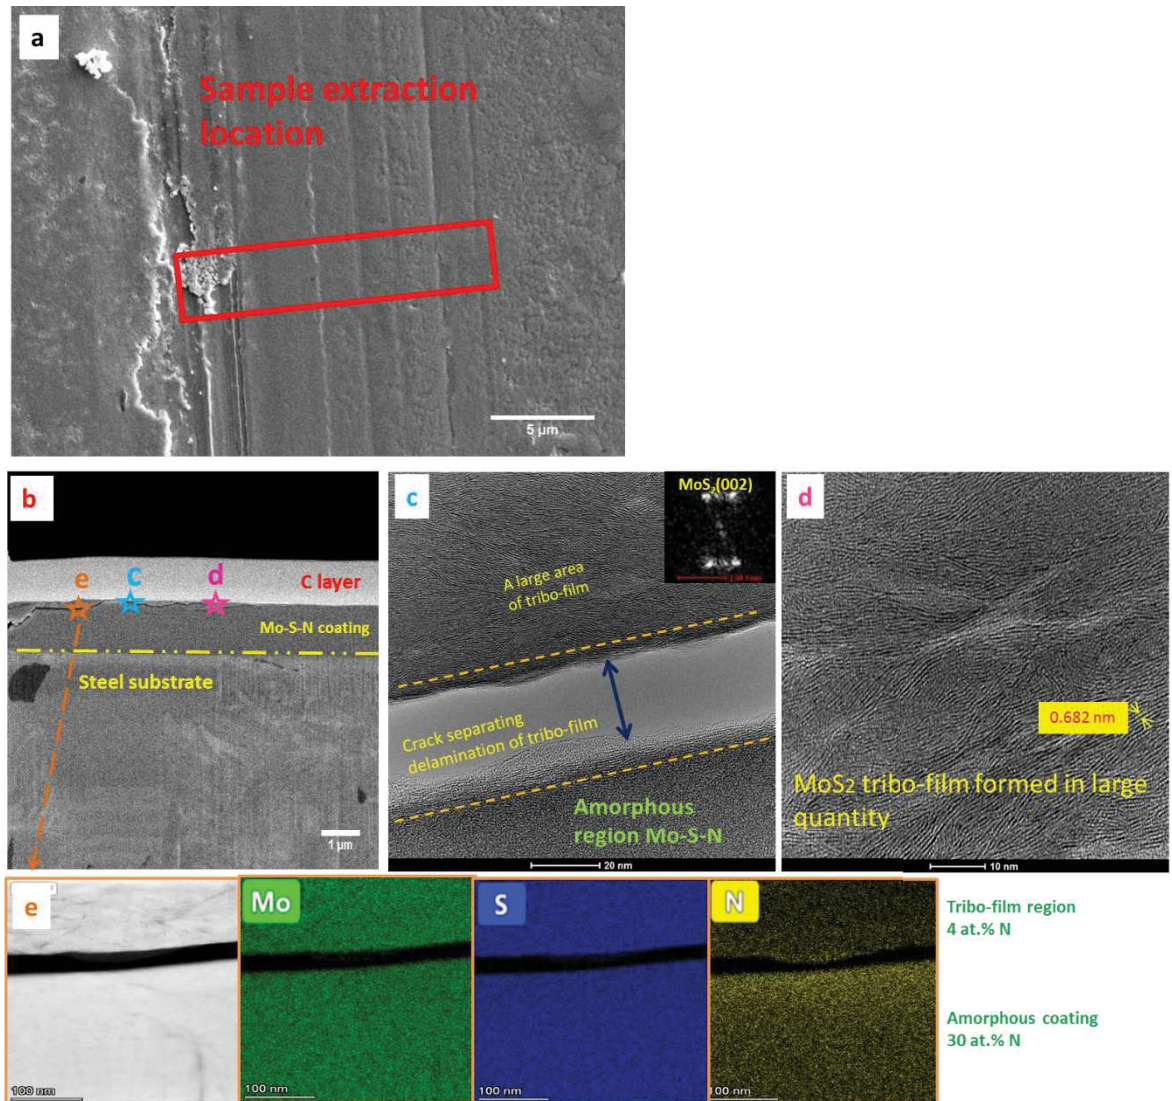 a
Sample extraction
location
5 µm
b
e
c
d
C layer
Mo-S-N coating
Steel substrate
1 µm
c
MoS2(002)
A large area
of tribo-film
Crack separating
delamination of tribo-film
Amorphous
region Mo-S-N
20 nm
d
0.682 nm
MoS2 tribo-film formed in large
quantity
10 nm
e
100 nm
Mo
100 nm
S
100 nm
N
100 nm
Tribo-film region
4 at.% N
Amorphous coating
30 at.% N